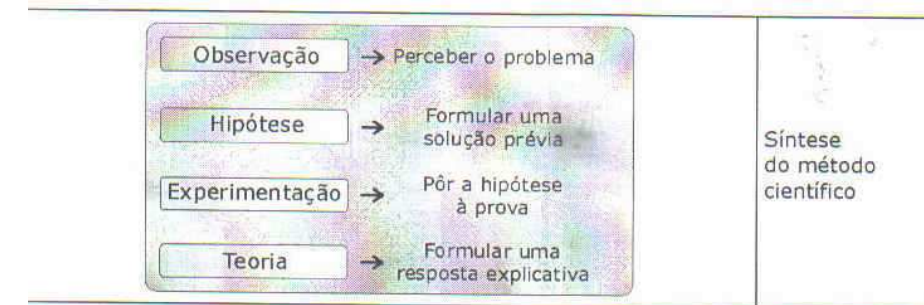 Observação → Perceber o problema
Hipótese → Formular uma
solução prévia
Experimentação → Pôr a hipótese
à prova
Teoria → Formular uma
resposta explicativa
Síntese
do método
científico